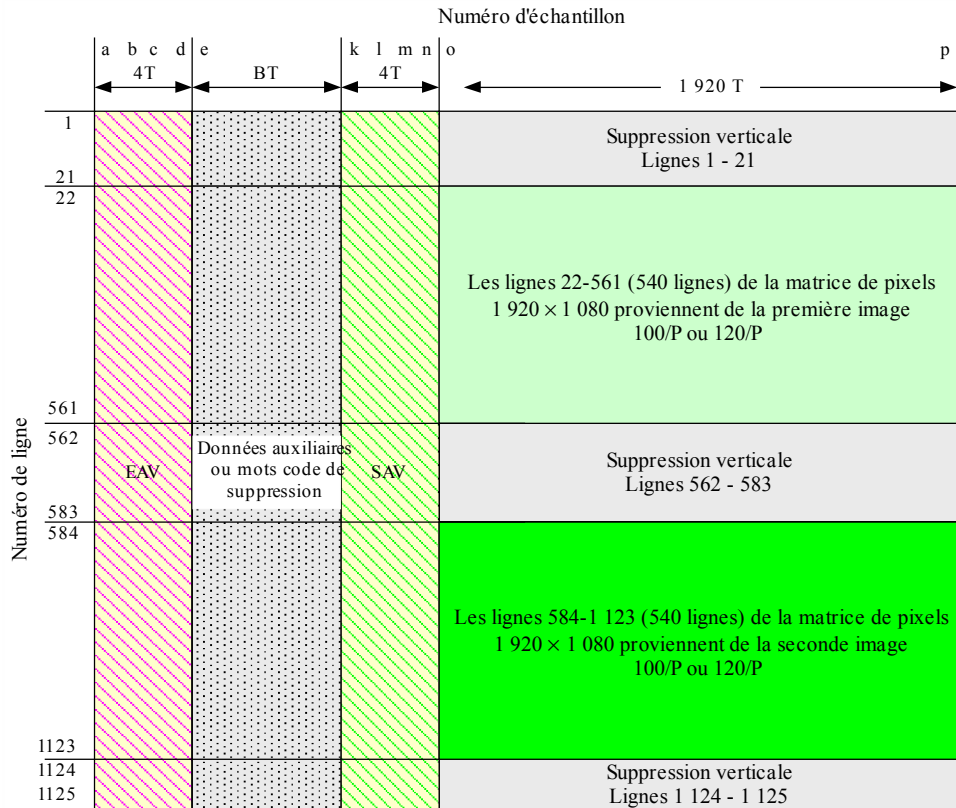 Numéro d'échantillon
a b c d e k l m n o p
4T BT 4T 1 920 T
1
Suppression verticale
Lignes 1 - 21
21
22
Les lignes 22-561 (540 lignes) de la matrice de pixels
1 920 × 1 080 proviennent de la première image
100/P ou 120/P
561
562
Numéro de ligne
EAV
Données auxiliaires
ou mots code de
suppression
SAV
Suppression verticale
Lignes 562 - 583
583
584
Les lignes 584-1 123 (540 lignes) de la matrice de pixels
1 920 × 1 080 proviennent de la seconde image
100/P ou 120/P
1123
1124
1125
Suppression verticale
Lignes 1 124 - 1 125